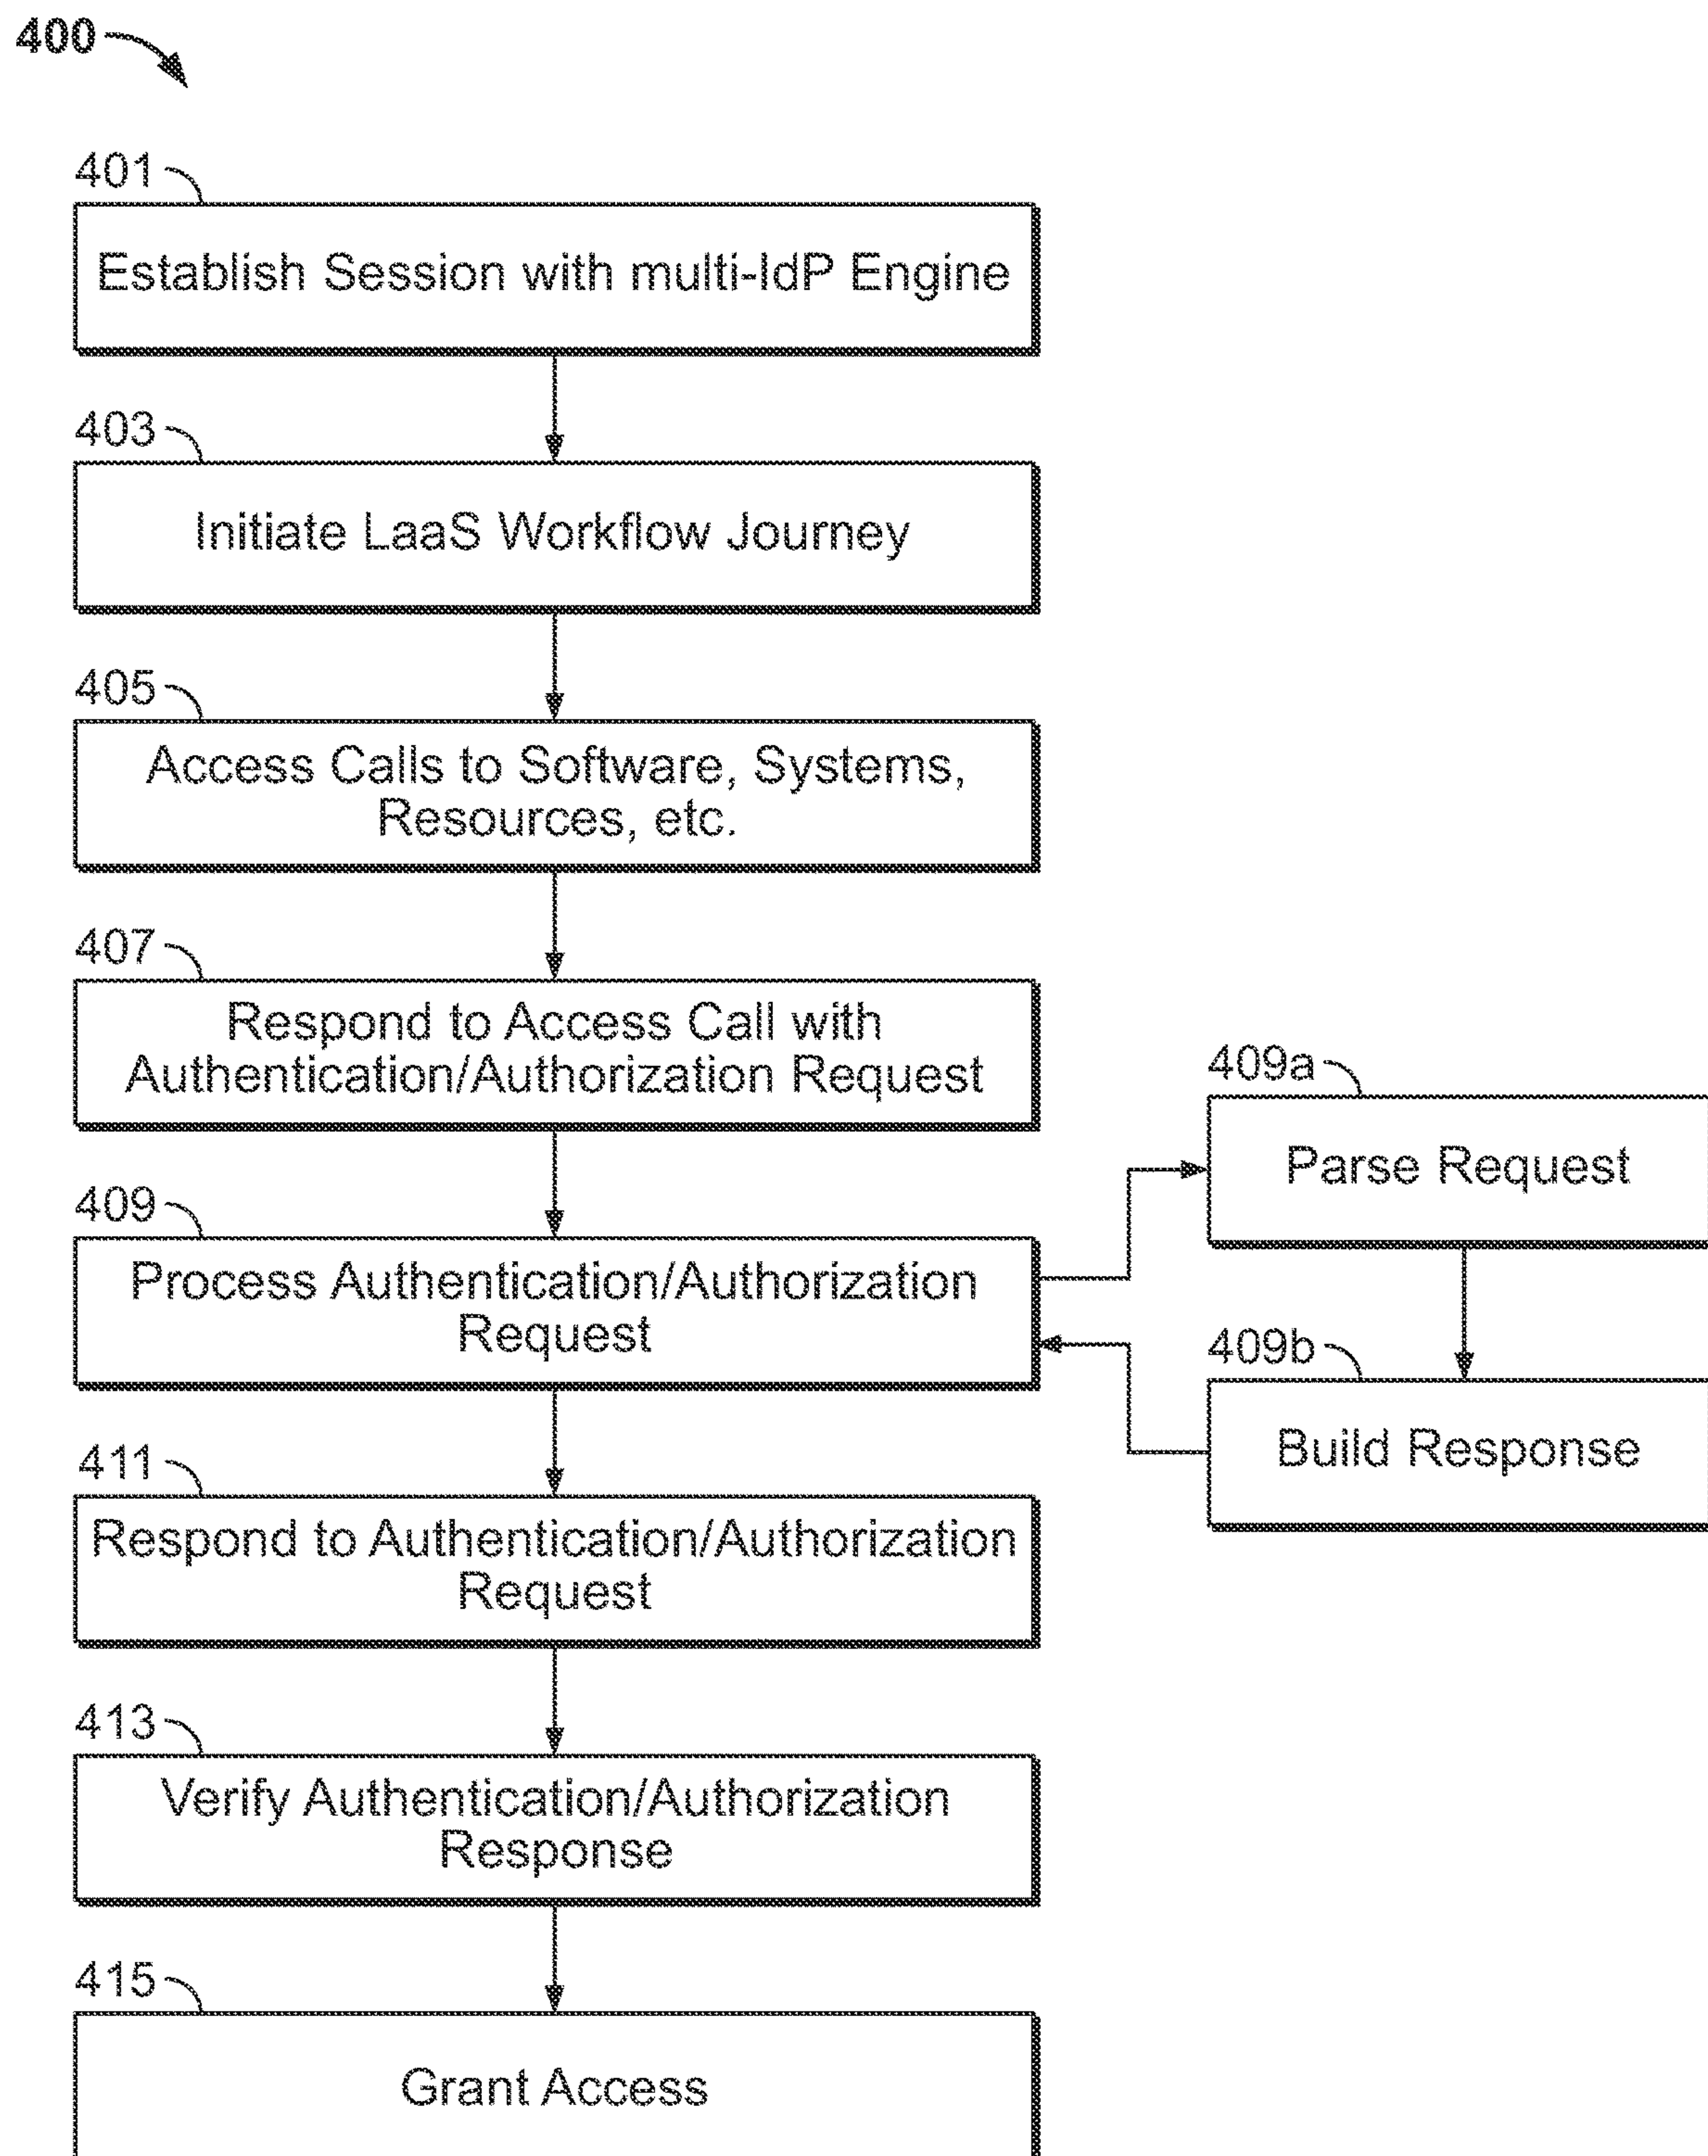 400
401
Establish Session with multi-IdP Engine
403
Initiate LaaS Workflow Journey
405
Access Calls to Software, Systems,
Resources, etc.
407
Respond to Access Call with
Authentication/Authorization Request
409
Process Authentication/Authorization
Request
409a
Parse Request
409b
Build Response
411
Respond to Authentication/Authorization
Request
413
Verify Authentication/Authorization
Response
415
Grant Access